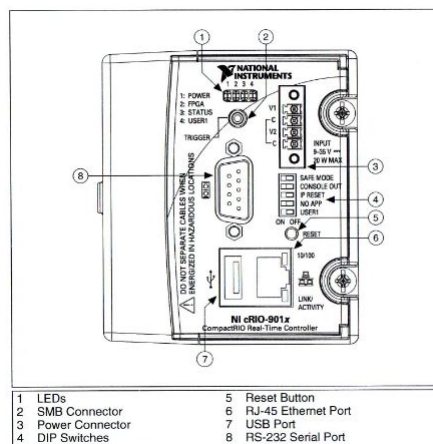 1
2
NATIONAL
INSTRUMENTS
1 2 3 4
1: POWER
2: FPGA
3: STATUS
4: USER1
TRIGGER
V1
C
V2
C
INPUT
9–35 V
20 W MAX
3
8
SAFE MODE
CONSOLE OUT
IP RESET
NO APP
USER1
4
ON OFF
5
RESET
6
DO NOT SEPARATE CABLES WHEN
ENERGIZED IN HAZARDOUS LOCATIONS
10/100
LINK/
ACTIVITY
NI cRIO-901x
CompactRIO Real-Time Controller
7
1 LEDs
2 SMB Connector
3 Power Connector
4 DIP Switches
5 Reset Button
6 RJ-45 Ethernet Port
7 USB Port
8 RS-232 Serial Port